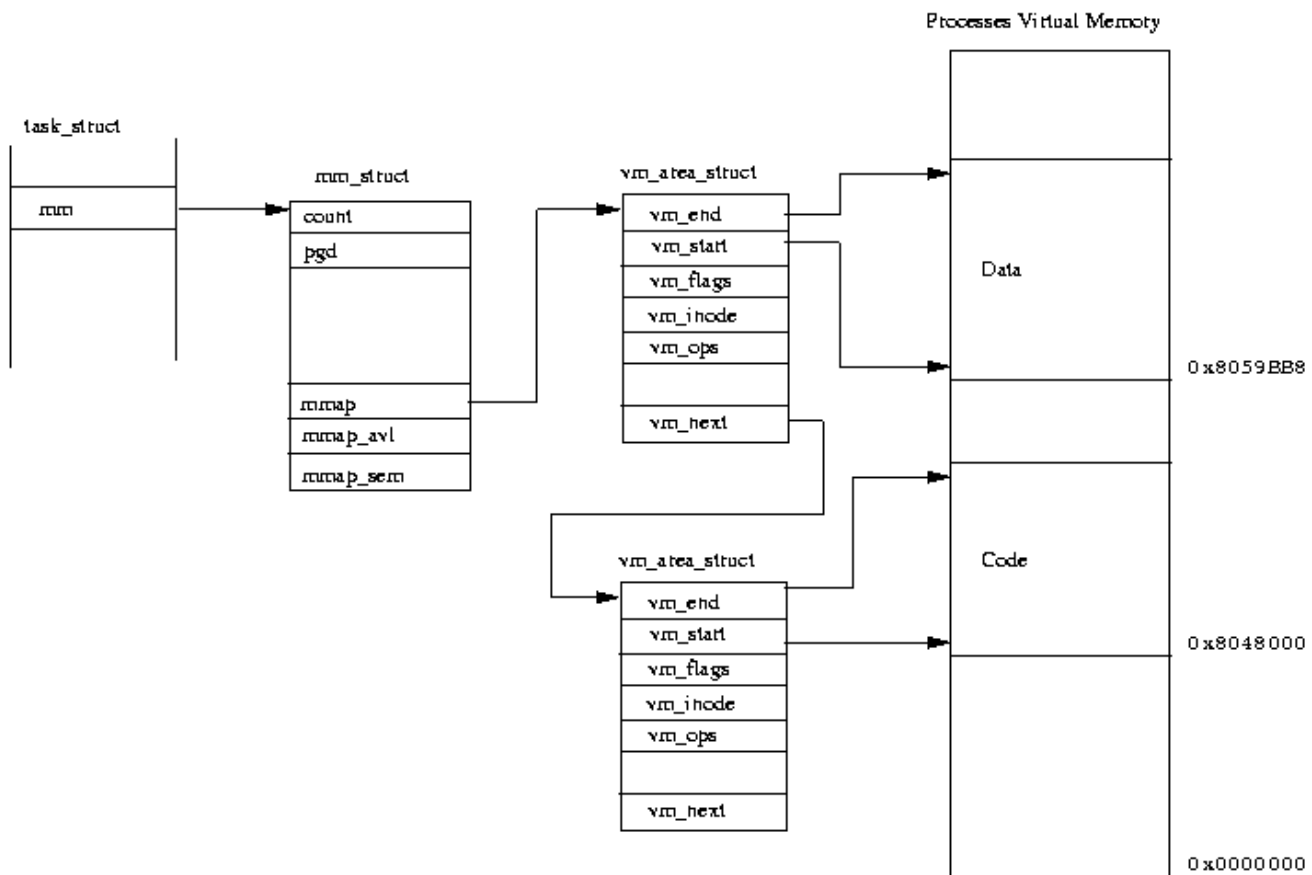 Processes Virtual Memory
task_struct
mm
mm_struct
count
pgd
mmap
mmap_avl
mmap_sem
vm_area_struct
vm_end
vm_start
vm_flags
vm_inode
vm_ops
vm_next
vm_area_struct
vm_end
vm_start
vm_flags
vm_inode
vm_ops
vm_next
Data
0x8059BB8
Code
0x8048000
0x0000000